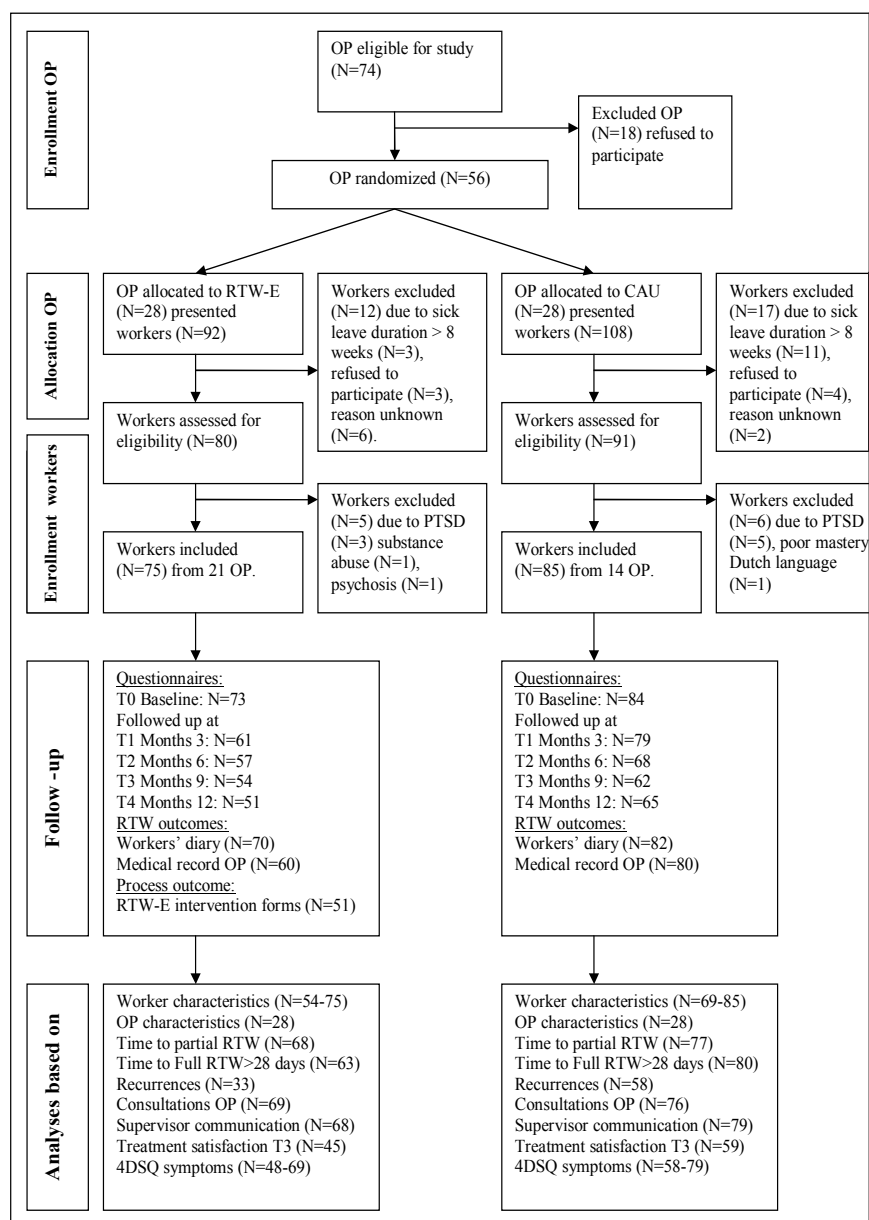 Enrollment OP
OP eligible for study
(N=74)
Excluded OP
(N=18) refused to
participate
OP randomized (N=56)
Allocation OP
OP allocated to RTW-E
(N=28) presented
workers (N=92)
Workers excluded
(N=12) due to sick
leave duration > 8
weeks (N=3),
refused to
participate (N=3),
reason unknown
(N=6).
OP allocated to CAU
(N=28) presented
workers (N=108)
Workers excluded
(N=17) due to sick
leave duration > 8
weeks (N=11),
refused to
participate (N=4),
reason unknown
(N=2)
Workers assessed for
eligibility (N=80)
Workers assessed for
eligibility (N=91)
Enrollment workers
Workers excluded
(N=5) due to PTSD
(N=3) substance
abuse (N=1),
psychosis (N=1)
Workers excluded
(N=6) due to PTSD
(N=5), poor mastery
Dutch language
(N=1)
Workers included
(N=75) from 21 OP.
Workers included
(N=85) from 14 OP.
Follow -up
Questionnaires:
T0 Baseline: N=73
Followed up at
T1 Months 3: N=61
T2 Months 6: N=57
T3 Months 9: N=54
T4 Months 12: N=51
RTW outcomes:
Workers’ diary (N=70)
Medical record OP (N=60)
Process outcome:
RTW-E intervention forms (N=51)
Questionnaires:
T0 Baseline: N=84
Followed up at
T1 Months 3: N=79
T2 Months 6: N=68
T3 Months 9: N=62
T4 Months 12: N=65
RTW outcomes:
Workers’ diary (N=82)
Medical record OP (N=80)
Analyses based on
Worker characteristics (N=54-75)
OP characteristics (N=28)
Time to partial RTW (N=68)
Time to Full RTW>28 days (N=63)
Recurrences (N=33)
Consultations OP (N=69)
Supervisor communication (N=68)
Treatment satisfaction T3 (N=45)
4DSQ symptoms (N=48-69)
Worker characteristics (N=69-85)
OP characteristics (N=28)
Time to partial RTW (N=77)
Time to Full RTW>28 days (N=80)
Recurrences (N=58)
Consultations OP (N=76)
Supervisor communication (N=79)
Treatment satisfaction T3 (N=59)
4DSQ symptoms (N=58-79)